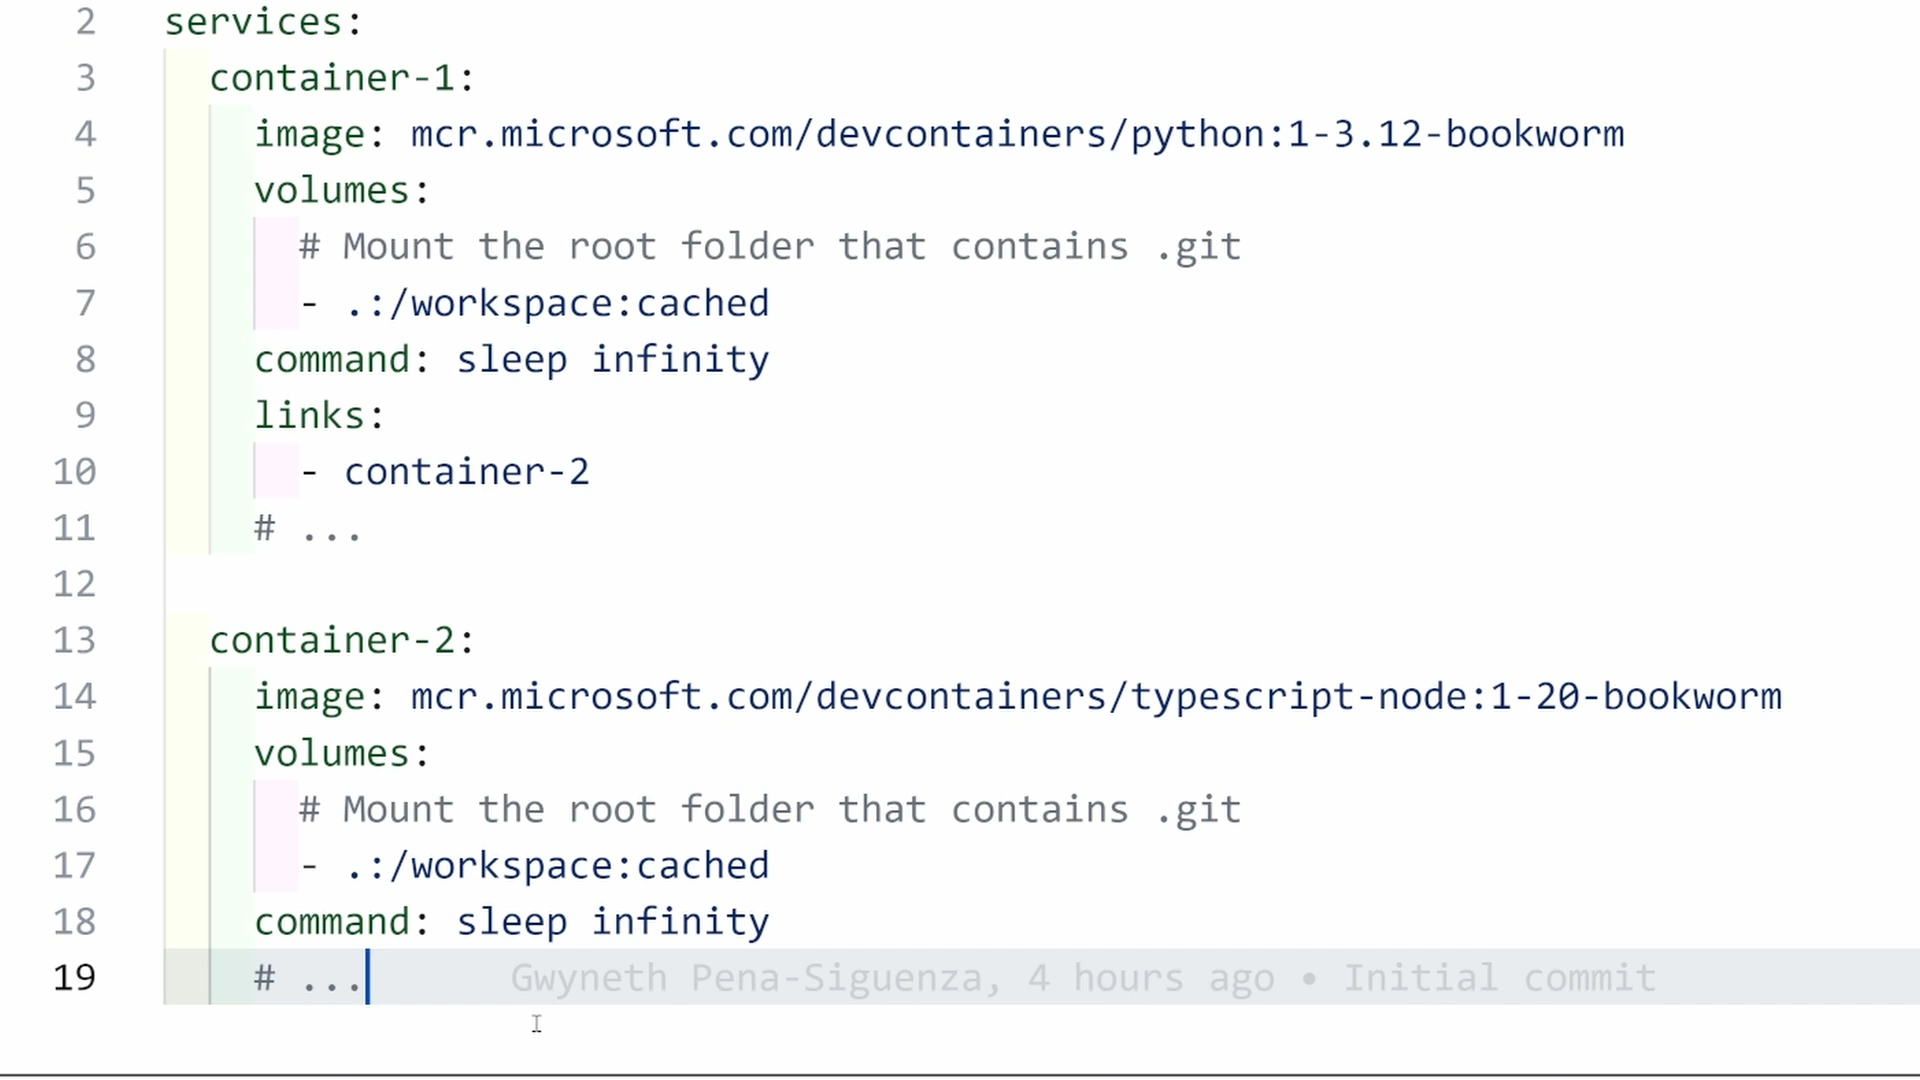 2 services:
3 container-1:
4 image: mcr.microsoft.com/devcontainers/python:1-3.12-bookworm
5 volumes:
6 # Mount the root folder that contains .git
7 - .:/workspace:cached
8 command: sleep infinity
9 links:
10 - container-2
11 # ...
12
13 container-2:
14 image: mcr.microsoft.com/devcontainers/typescript-node:1-20-bookworm
15 volumes:
16 # Mount the root folder that contains .git
17 - .:/workspace:cached
18 command: sleep infinity
19 # ... Gwyneth Pena-Siguenza, 4 hours ago • Initial commit